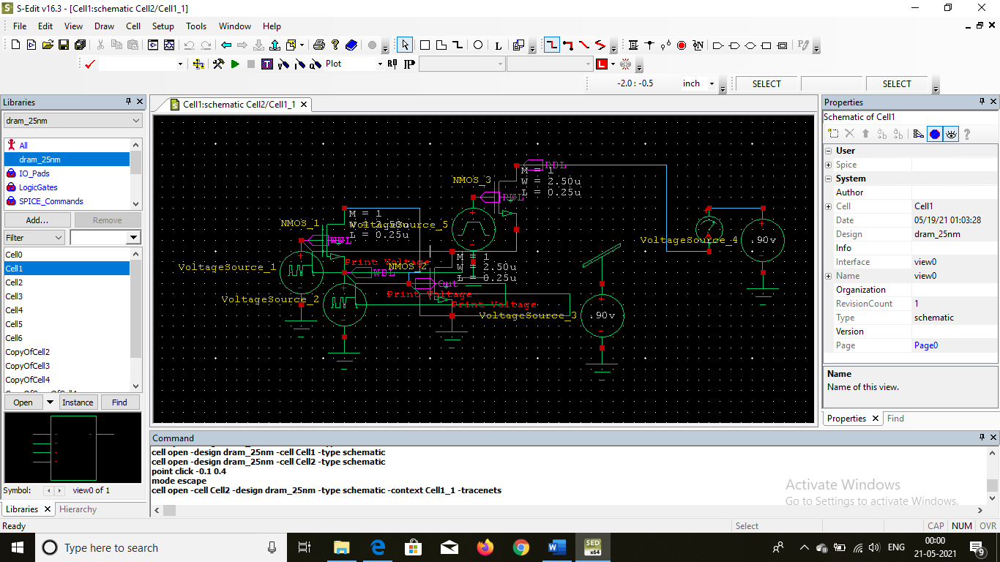 S-Edit v16.3 - [Cell1:schematic Cell2/Cell1_1]
File Edit View Draw Cell Setup Tools Window Help
Plot
-2.0 : -0.5 inch SELECT SELECT
Libraries
dram_25nm
All
dram_25nm
IO_Pads
LogicGates
SPICE_Commands
Add... Remove
Filter
Cell0
Cell1
Cell2
Cell3
Cell4
Cell5
Cell6
CopyOfCell2
CopyOfCell3
CopyOfCell4
Open Instance Find
Symbol: view0 of 1
Libraries Hierarchy
Cell1:schematic Cell2/Cell1_1
RBL
M = 1
NMOS_3
W = 2.50u
L = 0.25u
RWL
M = 1
NMOS_1
W = 2.50u
VoltageSource_5
L = 0.25u
WWL
VoltageSource_4
.90v
Print Voltage
M = 1
VoltageSource_1
NMOS_2
W = 2.50u
WBL
L = 0.25u
Out
Print Voltage
VoltageSource_2
Print Voltage
VoltageSource_3
.90v
Properties
Schematic of Cell1
User
Spice
System
Author
Cell Cell1
Date 05/19/21 01:03:28
Design dram_25nm
Info
Interface view0
Name view0
Organization
RevisionCount 1
Type schematic
Version
Page Page0
Name
Name of this view.
Properties Find
Command
cell open -design dram_25nm -cell Cell1 -type schematic
cell open -design dram_25nm -cell Cell2 -type schematic
point click -0.1 0.4
mode escape
cell open -cell Cell2 -design dram_25nm -type schematic -context Cell1_1 -tracenets
Activate Windows
Go to Settings to activate Windows.
Ready Select CAP NUM OVR
Type here to search
SED
x64
ENG
00:00
21-05-2021
9